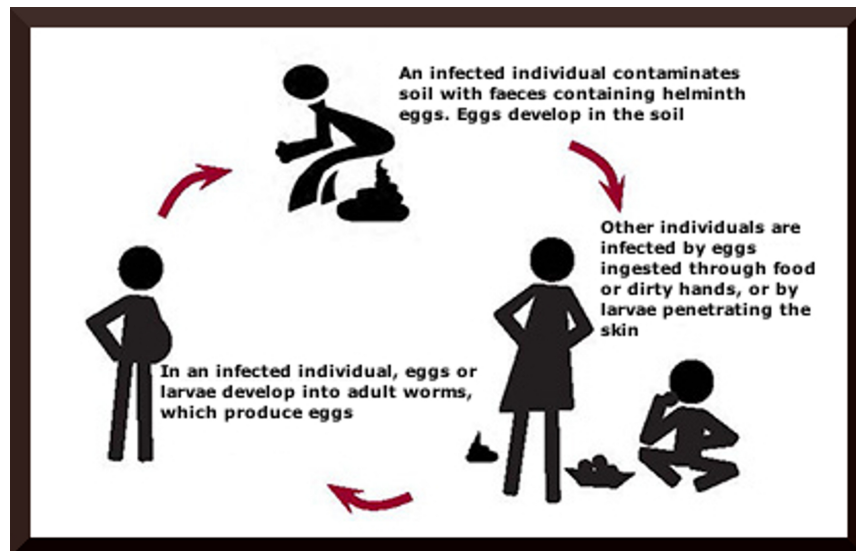 An infected individual contaminates
soil with faeces containing helminth
eggs. Eggs develop in the soil
Other individuals are
infected by eggs
ingested through food
or dirty hands, or by
larvae penetrating the
skin
In an infected individual, eggs or
larvae develop into adult worms,
which produce eggs